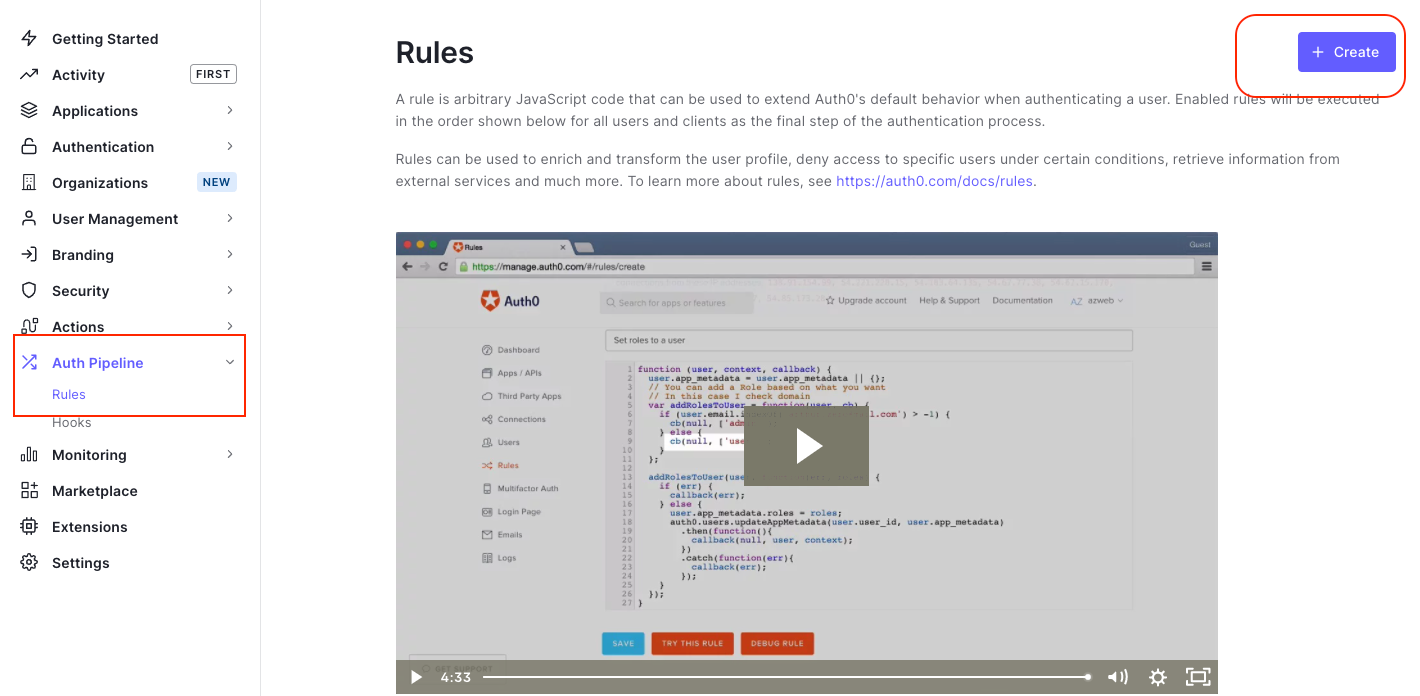 Getting Started
Activity FIRST
Applications
Authentication
Organizations NEW
User Management
Branding
Security
Actions
Auth Pipeline
Rules
Hooks
Monitoring
Marketplace
Extensions
Settings
Rules
+ Create
A rule is arbitrary JavaScript code that can be used to extend Auth0's default behavior when authenticating a user. Enabled rules will be executed
in the order shown below for all users and clients as the final step of the authentication process.
Rules can be used to enrich and transform the user profile, deny access to specific users under certain conditions, retrieve information from
external services and much more. To learn more about rules, see https://auth0.com/docs/rules.
Rules
Guest
https://manage.auth0.com/#/rules/create
Auth0
Search for apps or features
Upgrade account Help & Support Documentation AZ azweb
Dashboard
Apps / APIs
Third Party Apps
Connections
Users
Rules
Multifactor Auth
Login Page
Emails
Logs
Set roles to a user
1 function (user, context, callback) {
2 user.app_metadata = user.app_metadata || {};
3 // You can add a Role based on what you want
4 // In this case I check domain
5 var addRolesToUser = function(user, cb) {
6 if (user.email. l.com') > -1) {
7 cb(null, ['adm
8 } else {
9 cb(null, ['use
10 }
11 };
12
13 addRolesToUser(use {
14 if (err) {
15 callback(err);
16 } else {
17 user.app_metadata.roles = roles;
18 auth0.users.updateAppMetadata(user.user_id, user.app_metadata)
19 .then(function(){
20 callback(null, user, context);
21 })
22 .catch(function(err){
23 callback(err);
24 });
25 }
26 });
27 }
SAVE TRY THIS RULE DEBUG RULE
GET SUPPORT
4:33